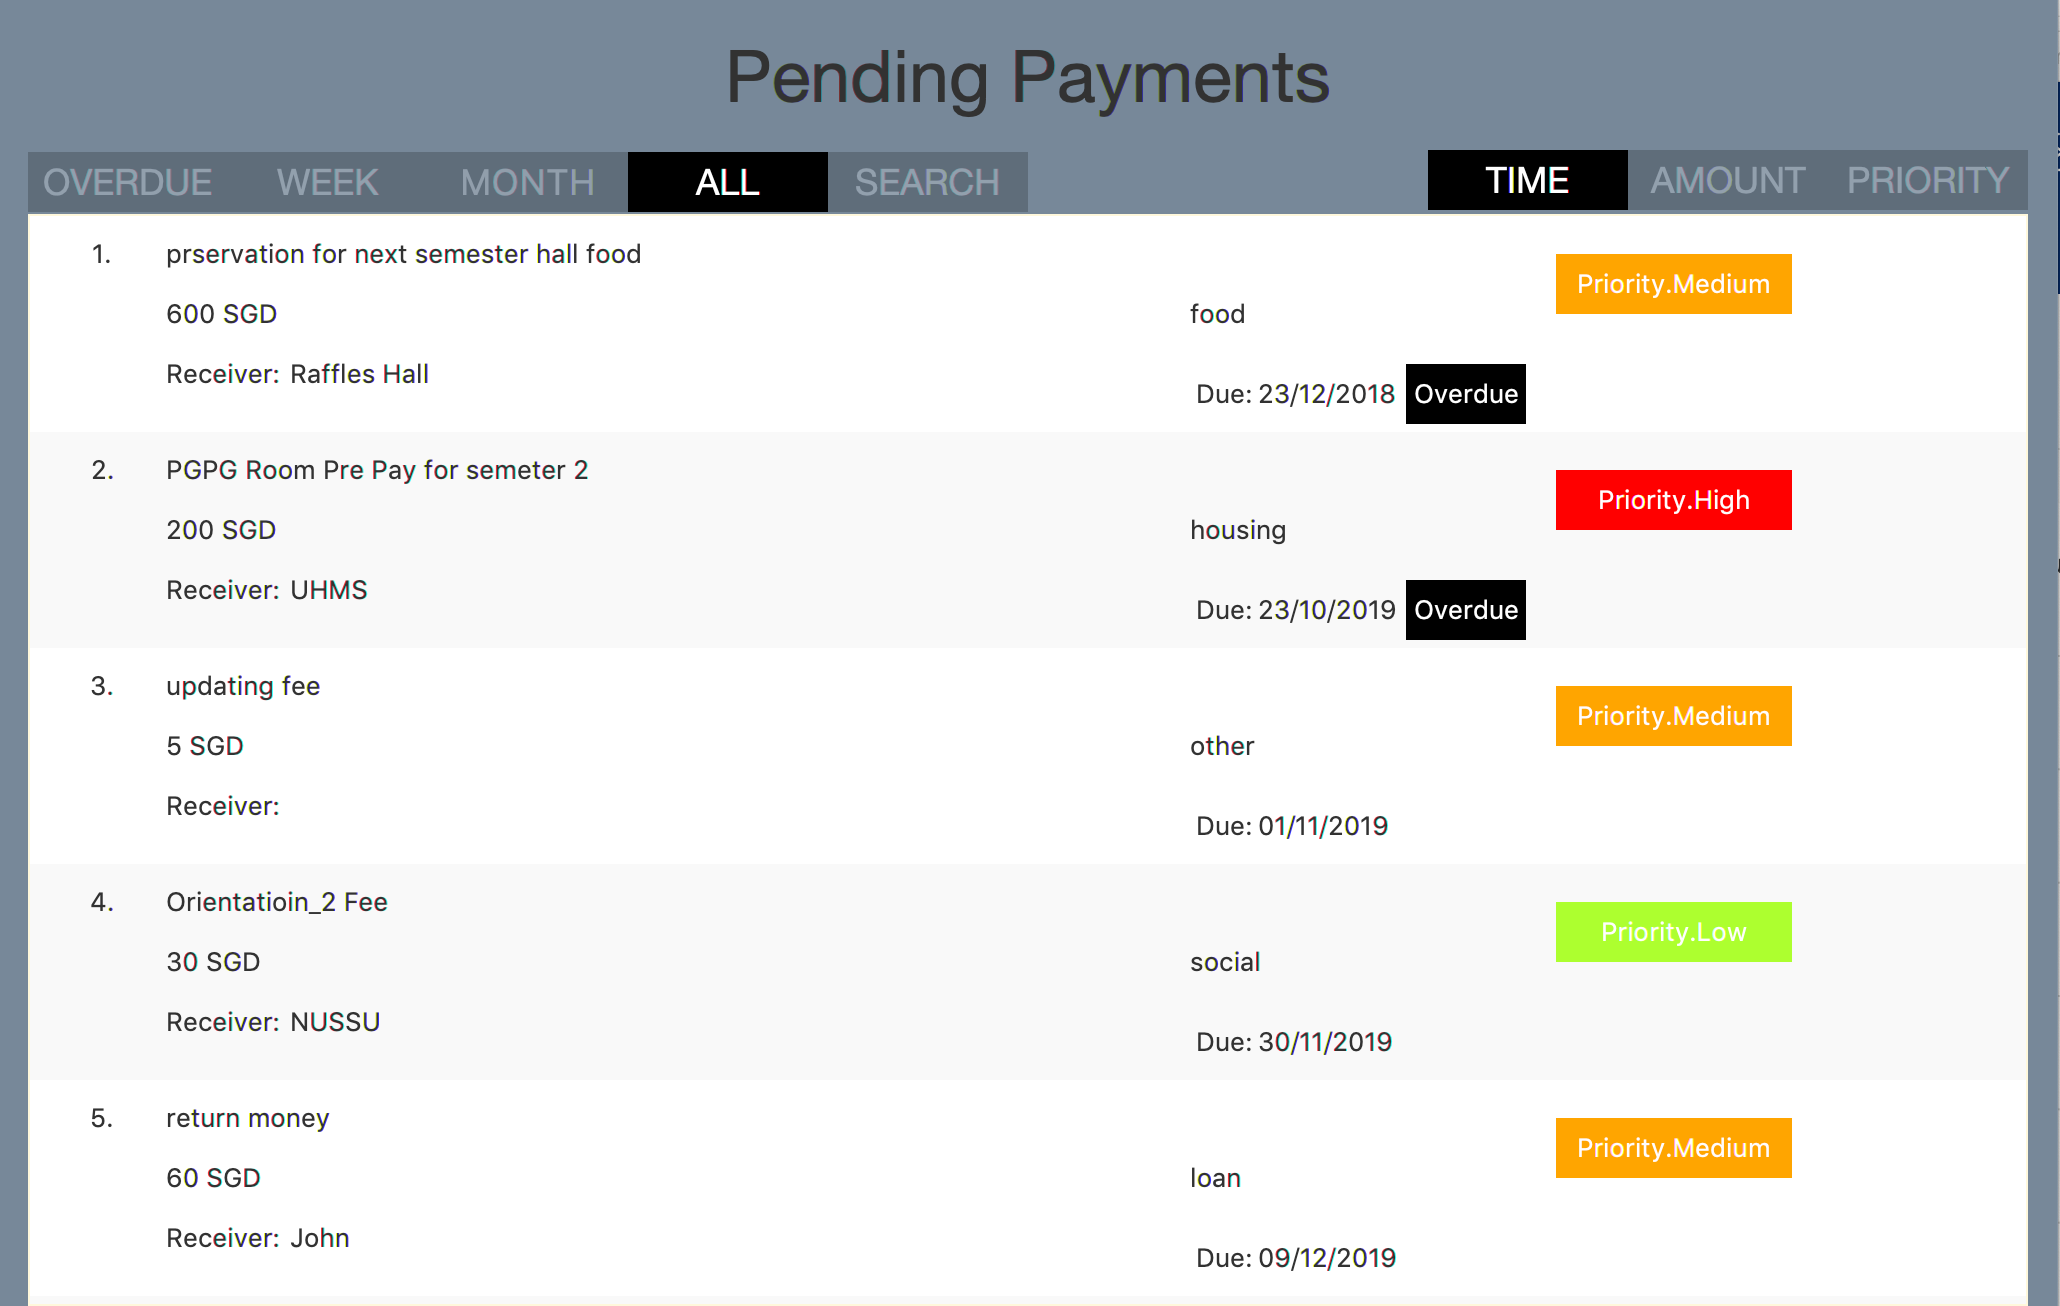 Pending Payments
OVERDUE WEEK MONTH ALL SEARCH TIME AMOUNT PRIORITY
1. prservation for next semester hall food
Priority.Medium
600 SGD food
Receiver: Raffles Hall
Due: 23/12/2018 Overdue
2. PGPG Room Pre Pay for semeter 2
Priority.High
200 SGD housing
Receiver: UHMS
Due: 23/10/2019 Overdue
3. updating fee
Priority.Medium
5 SGD other
Receiver:
Due: 01/11/2019
4. Orientatioin_2 Fee
Priority.Low
30 SGD social
Receiver: NUSSU
Due: 30/11/2019
5. return money
Priority.Medium
60 SGD loan
Receiver: John
Due: 09/12/2019